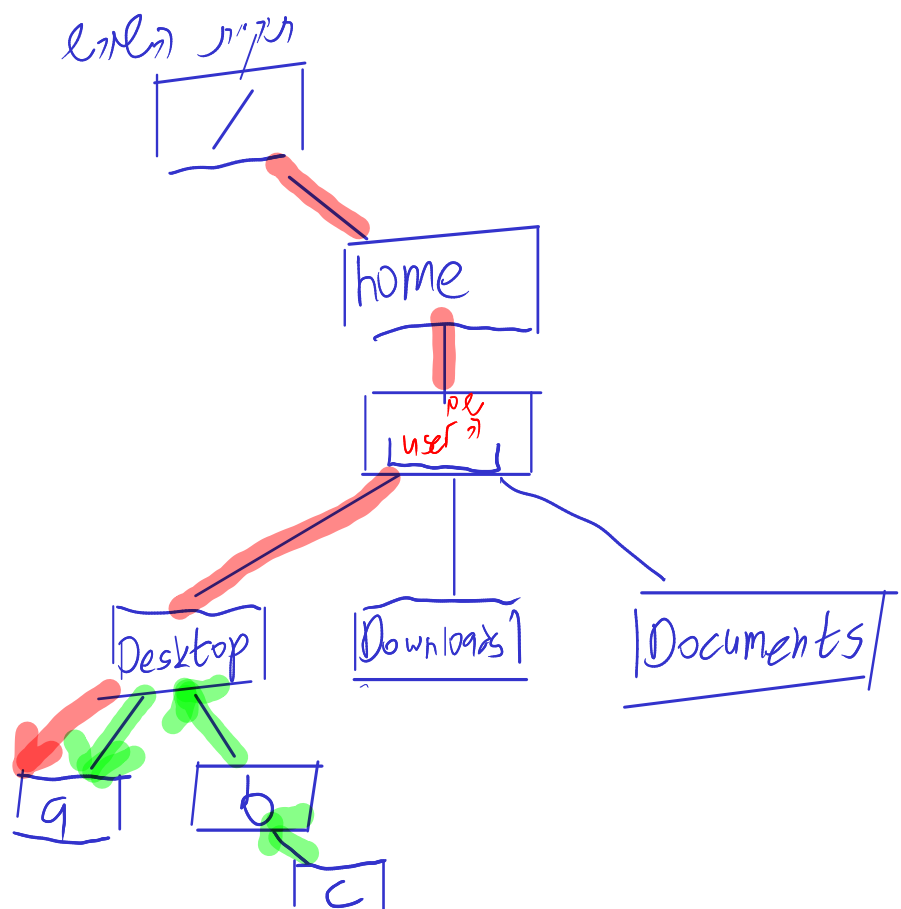 תיקיית השורש
/
home
שם
ה user
Desktop
Downloads
Documents
a
b
c